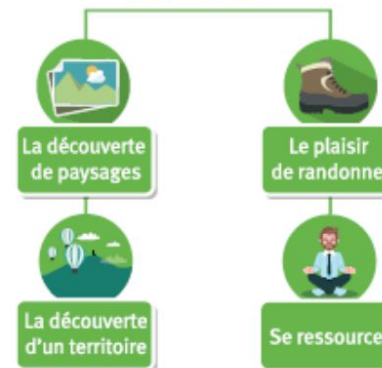 La découverte
de paysages
Le plaisir
de randonne
La découverte
d'un territoire
Se ressource